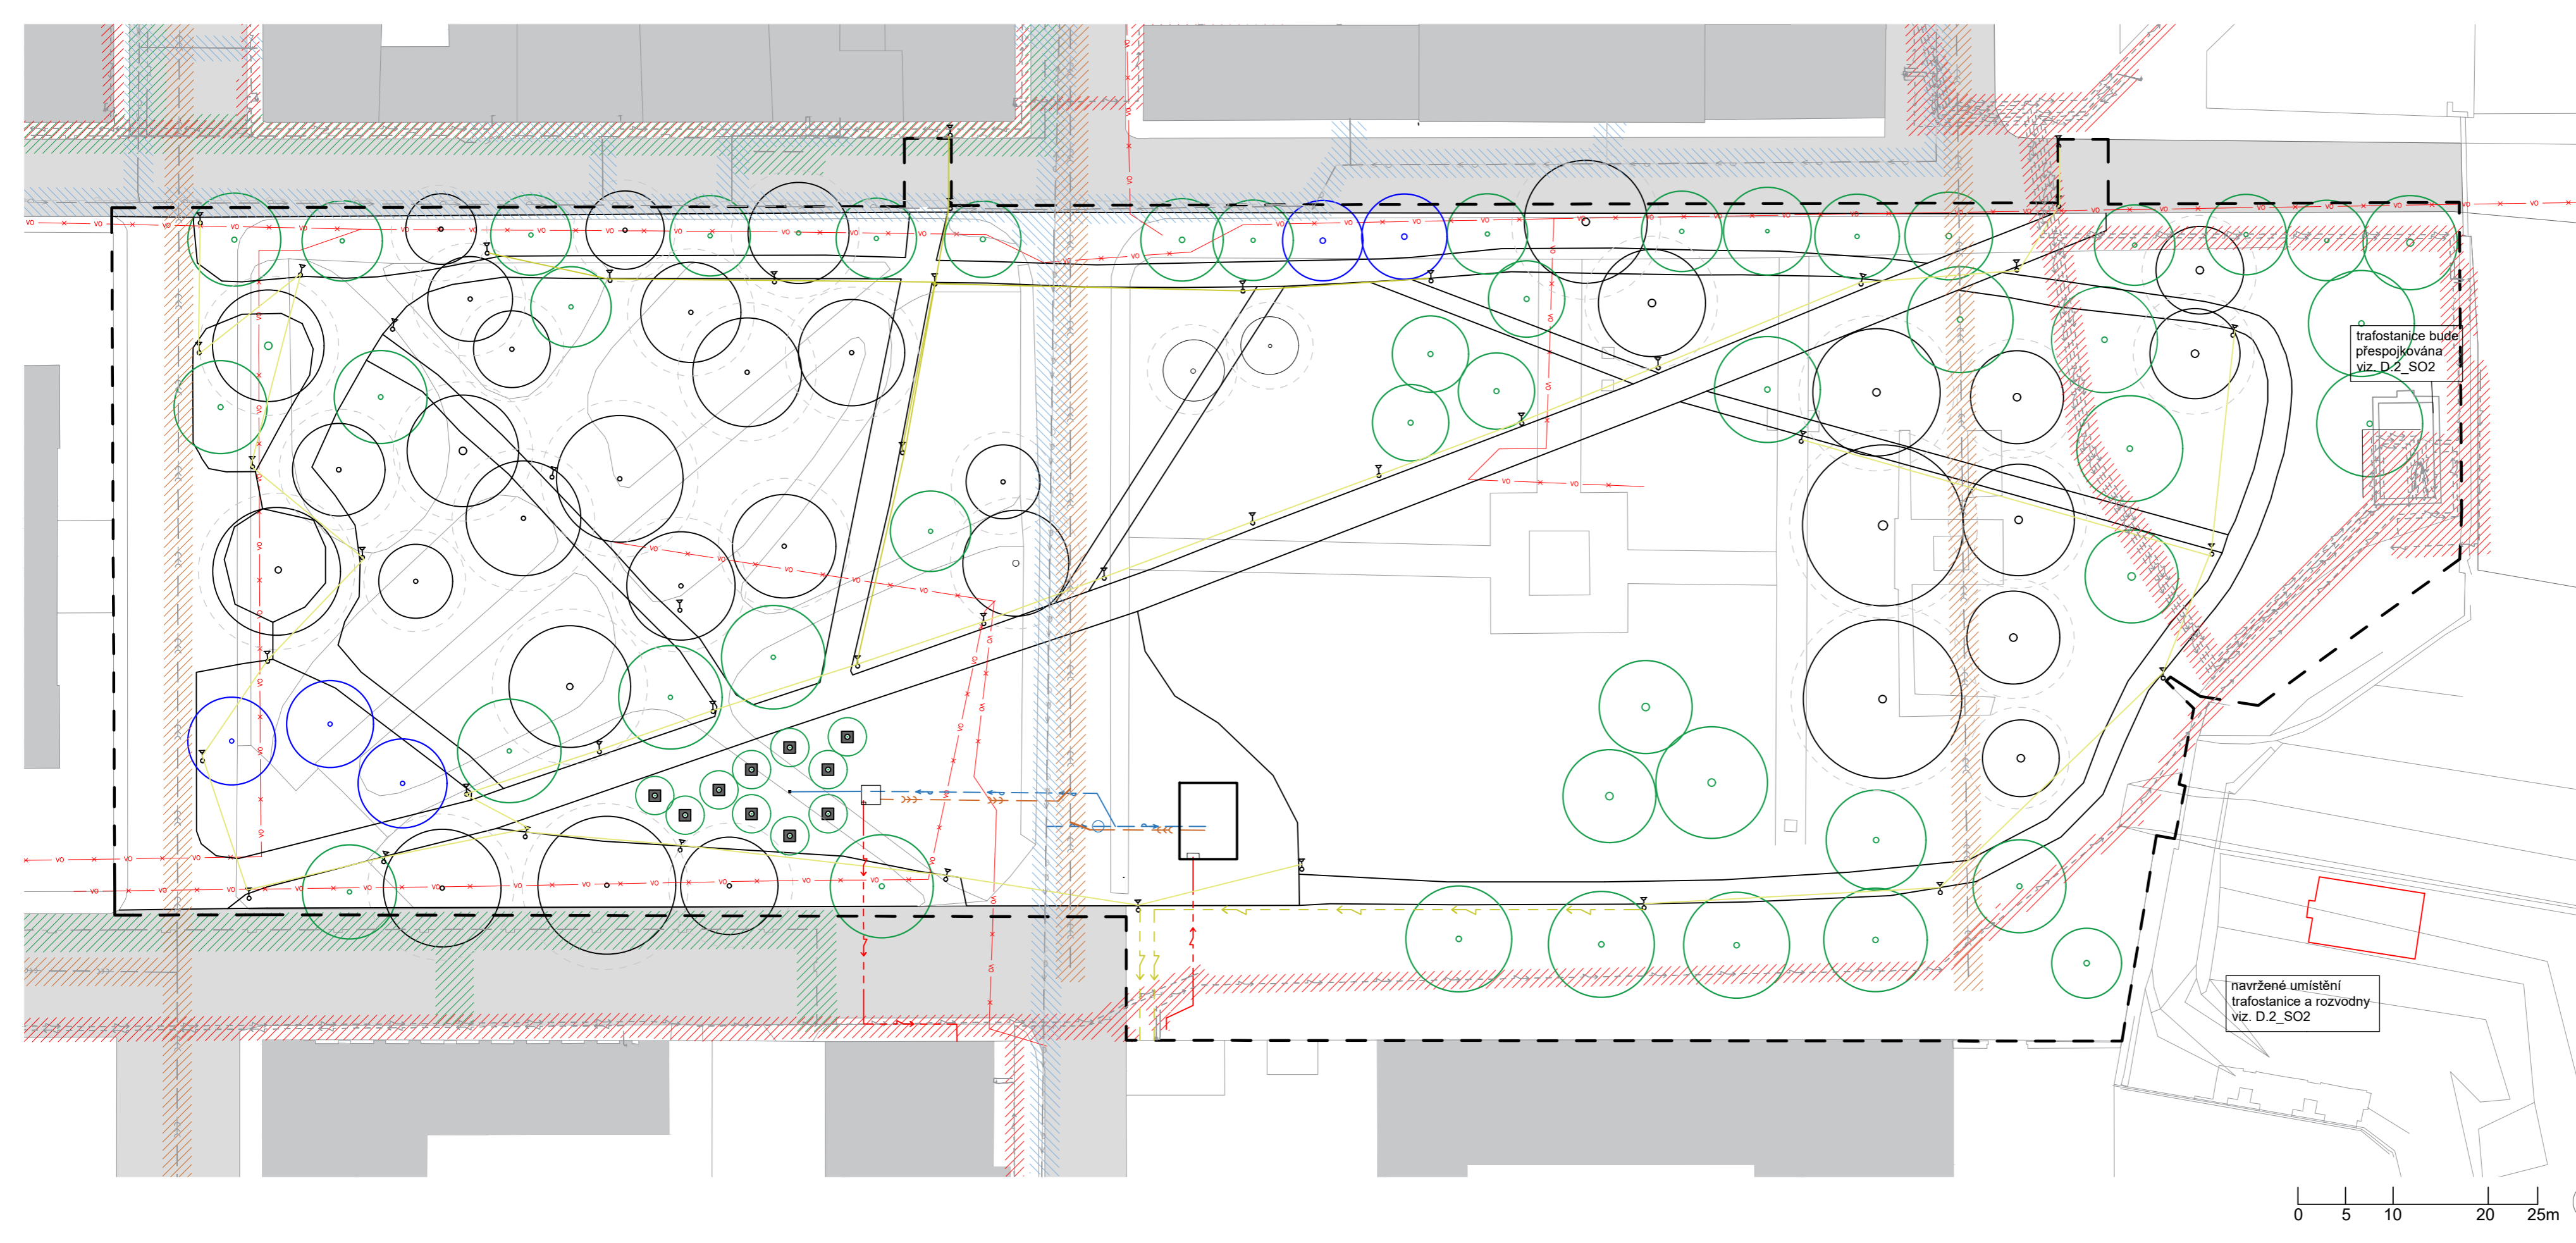 trafostanice bude
přespojkována
viz. D.2_SO2
navržené umístění
trafostanice a rozvodny
viz. D.2_SO2
0 5 10 20 25m